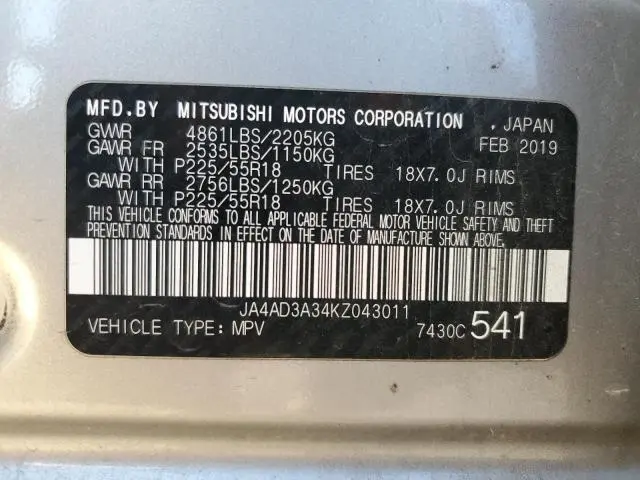 MFD.BY MITSUBISHI MOTORS CORPORATION , JAPAN
GVWR 4861LBS/2205KG FEB 2019
GAWR FR 2535LBS/1150KG
WITH P225/55R18 TIRES 18X7.0J RIMS
GAWR RR 2756LBS/1250KG
WITH P225/55R18 TIRES 18X7.0J RIMS
THIS VEHICLE CONFORMS TO ALL APPLICABLE FEDERAL MOTOR VEHICLE SAFETY AND THEFT
PREVENTION STANDARDS IN EFFECT ON THE DATE OF MANUFACTURE SHOWN ABOVE.
JA4AD3A34KZ043011
VEHICLE TYPE: MPV 7430C 541